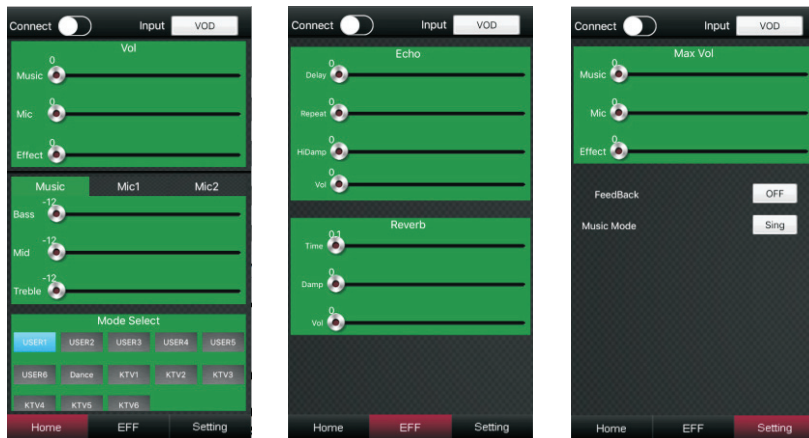 Connect Input VOD
Vol
0
Music
0
Mic
0
Effect
Music Mic1 Mic2
-12
Bass
-12
Mid
-12
Treble
Mode Select
USER1 USER2 USER3 USER4 USER5
USER6 Dance KTV1 KTV2 KTV3
KTV4 KTV5 KTV6
Home EFF Setting
Connect Input VOD
Echo
0
Delay
0
Repeat
0
HiDamp
0
Vol
Reverb
0.1
Time
0
Damp
0
Vol
Home EFF Setting
Connect Input VOD
Max Vol
0
Music
0
Mic
0
Effect
FeedBack OFF
Music Mode Sing
Home EFF Setting